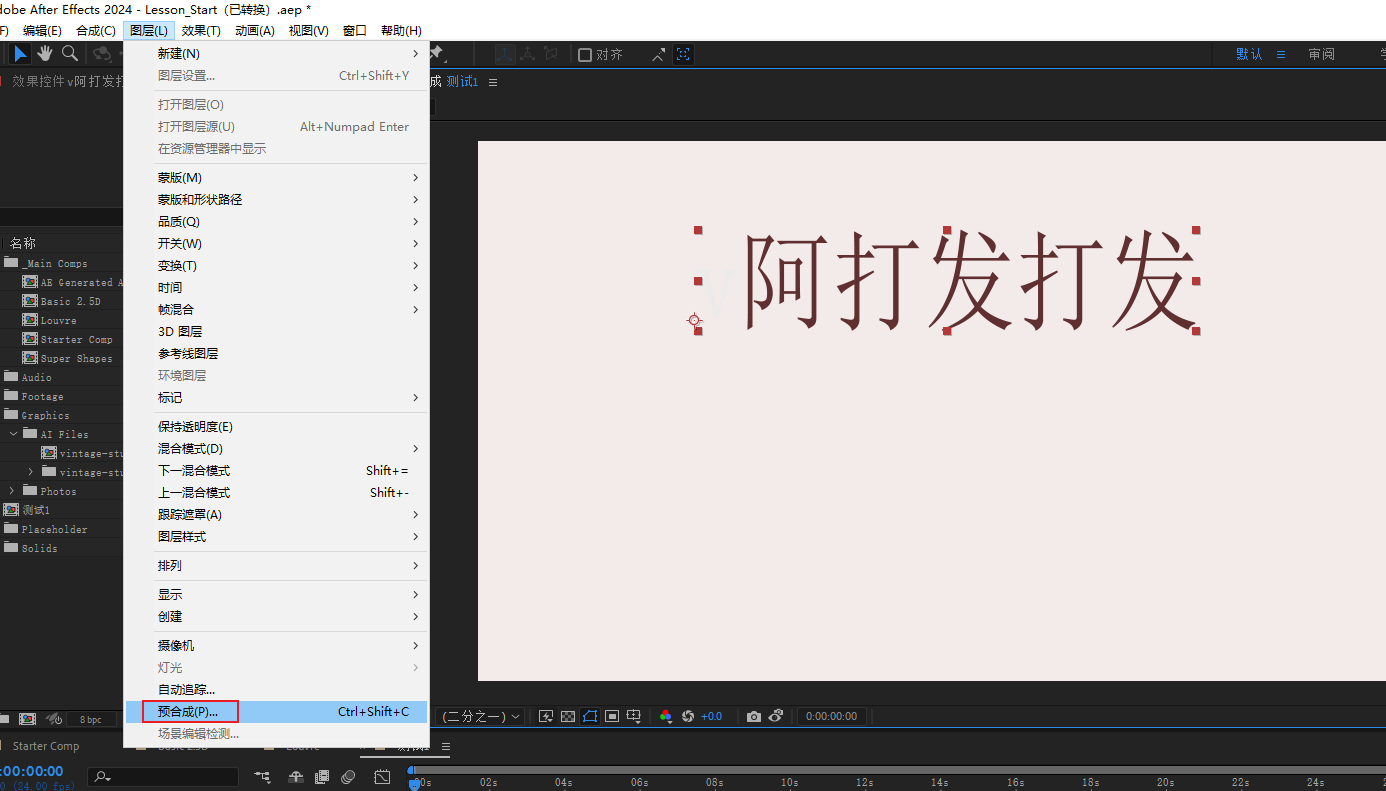 dobe After Effects 2024 - Lesson_Start（已转换）.aep *
F) 编辑(E) 合成(C) 图层(L) 效果(T) 动画(A) 视图(V) 窗口 帮助(H)
对齐 默认 审阅
效果控件 v阿打发打
成 测试1
新建(N)
图层设置... Ctrl+Shift+Y
打开图层(O)
打开图层源(U) Alt+Numpad Enter
在资源管理器中显示
蒙版(M)
蒙版和形状路径
品质(Q)
开关(W)
变换(T)
时间
帧混合
3D 图层
参考线图层
环境图层
标记
保持透明度(E)
混合模式(D)
下一混合模式 Shift+=
上一混合模式 Shift+-
跟踪遮罩(A)
图层样式
排列
显示
创建
摄像机
灯光
自动追踪...
预合成(P)... Ctrl+Shift+C
场景编辑检测...
名称
_Main Comps
AE Generated A
Basic 2.5D
Louvre
Starter Comp
Super Shapes
Audio
Footage
Graphics
AI Files
vintage-stu
vintage-stu
Photos
测试1
Placeholder
Solids
v阿打发打发
8 bpc
(二分之一) +0.0 0:00:00:00
Starter Comp Basic 2.5D Louvre 测试1
:00:00:00
0 (24.00 fps)
00s 02s 04s 06s 08s 10s 12s 14s 16s 18s 20s 22s 24s